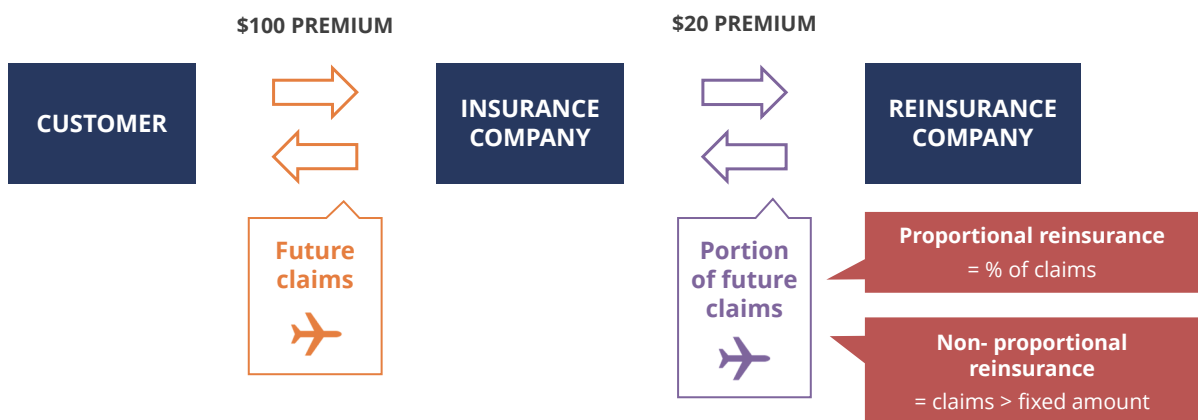 $100 PREMIUM
$20 PREMIUM
CUSTOMER
INSURANCE
COMPANY
REINSURANCE
COMPANY
Future
claims
Portion
of future
claims
Proportional reinsurance
= % of claims
Non- proportional
reinsurance
= claims > fixed amount